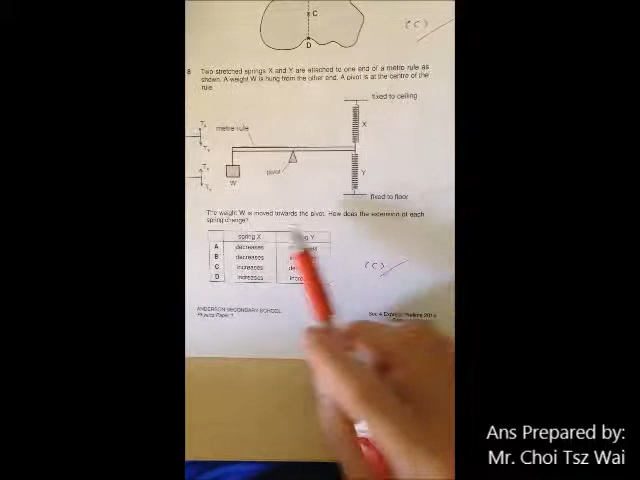 C
D
(C)
8 Two stretched springs X and Y are attached to one end of a metre rule as
shown. A weight W is hung from the other end. A pivot is at the centre of the
rule.
fixed to ceiling
X
metre rule
pivot
W
Y
fixed to floor
The weight W is moved towards the pivot. How does the extension of each
spring change?
spring X Y
A decreases
B decreases
C increases
D increases
(C)
ANDERSON SECONDARY SCHOOL
Physics Paper 1
Ans Prepared by:
Mr. Choi Tsz Wai